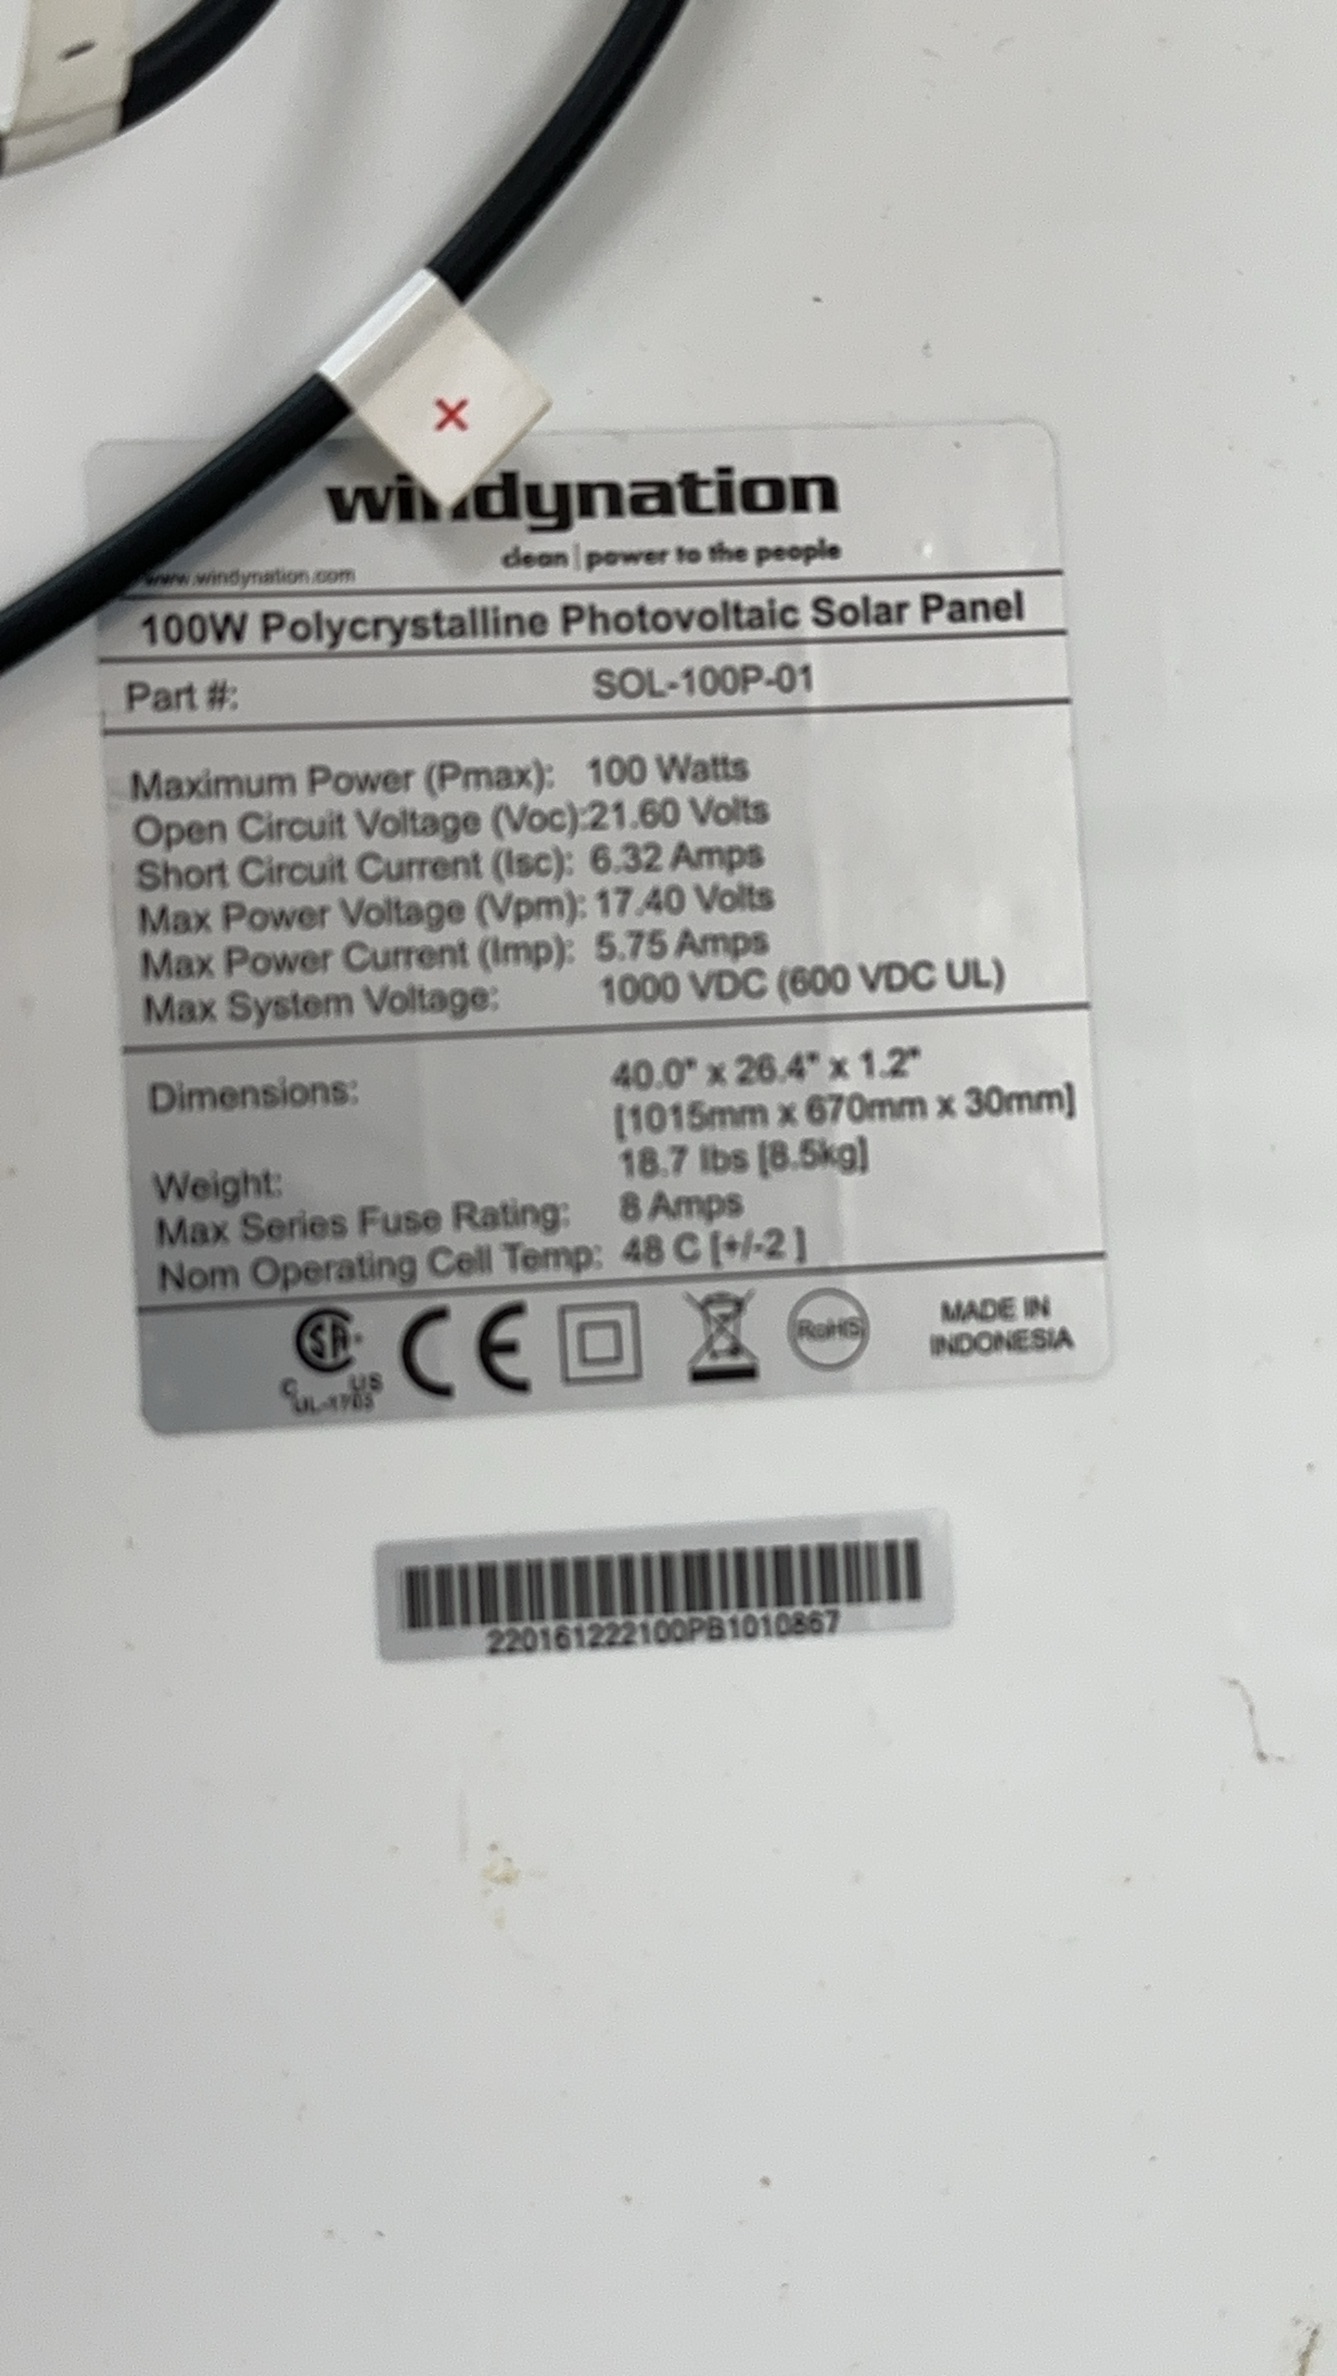 -
×
windynation
clean | power to the people
www.windynation.com
100W Polycrystalline Photovoltaic Solar Panel
Part #: SOL-100P-01
Maximum Power (Pmax): 100 Watts
Open Circuit Voltage (Voc):21.60 Volts
Short Circuit Current (Isc): 6.32 Amps
Max Power Voltage (Vpm): 17.40 Volts
Max Power Current (Imp): 5.75 Amps
Max System Voltage: 1000 VDC (600 VDC UL)
Dimensions: 40.0" x 26.4" x 1.2"
[1015mm x 670mm x 30mm]
Weight: 18.7 lbs [8.5kg]
Max Series Fuse Rating: 8 Amps
Nom Operating Cell Temp: 48 C [+/-2 ]
SA
C US
UL-1703
CE
RoHS
MADE IN
INDONESIA
220161222100PB1010867